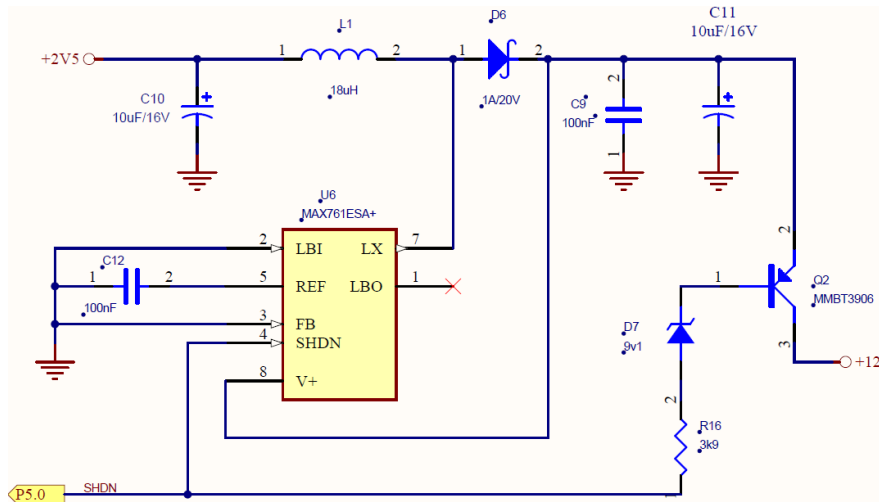 C11
10uF/16V
D6
L1
+2V5
1
2
1
2
18uH
1A/20V
C10
10uF/16V
C9
100nF
2
1
U6
MAX761ESA+
2
LBI
LX
7
C12
1
2
5
REF
LBO
1
100nF
3
FB
4
SHDN
8
V+
2
1
Q2
MMBT3906
3
D7
9v1
+12
2
R16
3k9
1
P5.0
SHDN